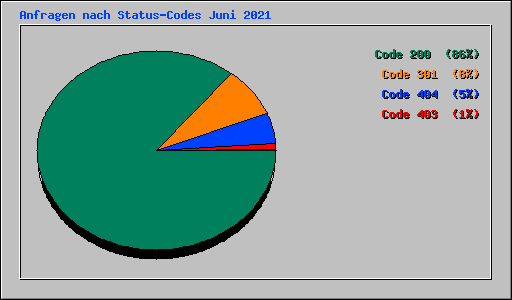 Anfragen nach Status-Codes Juni 2021
Code 200 (86%)
Code 301 (8%)
Code 404 (5%)
Code 403 (1%)